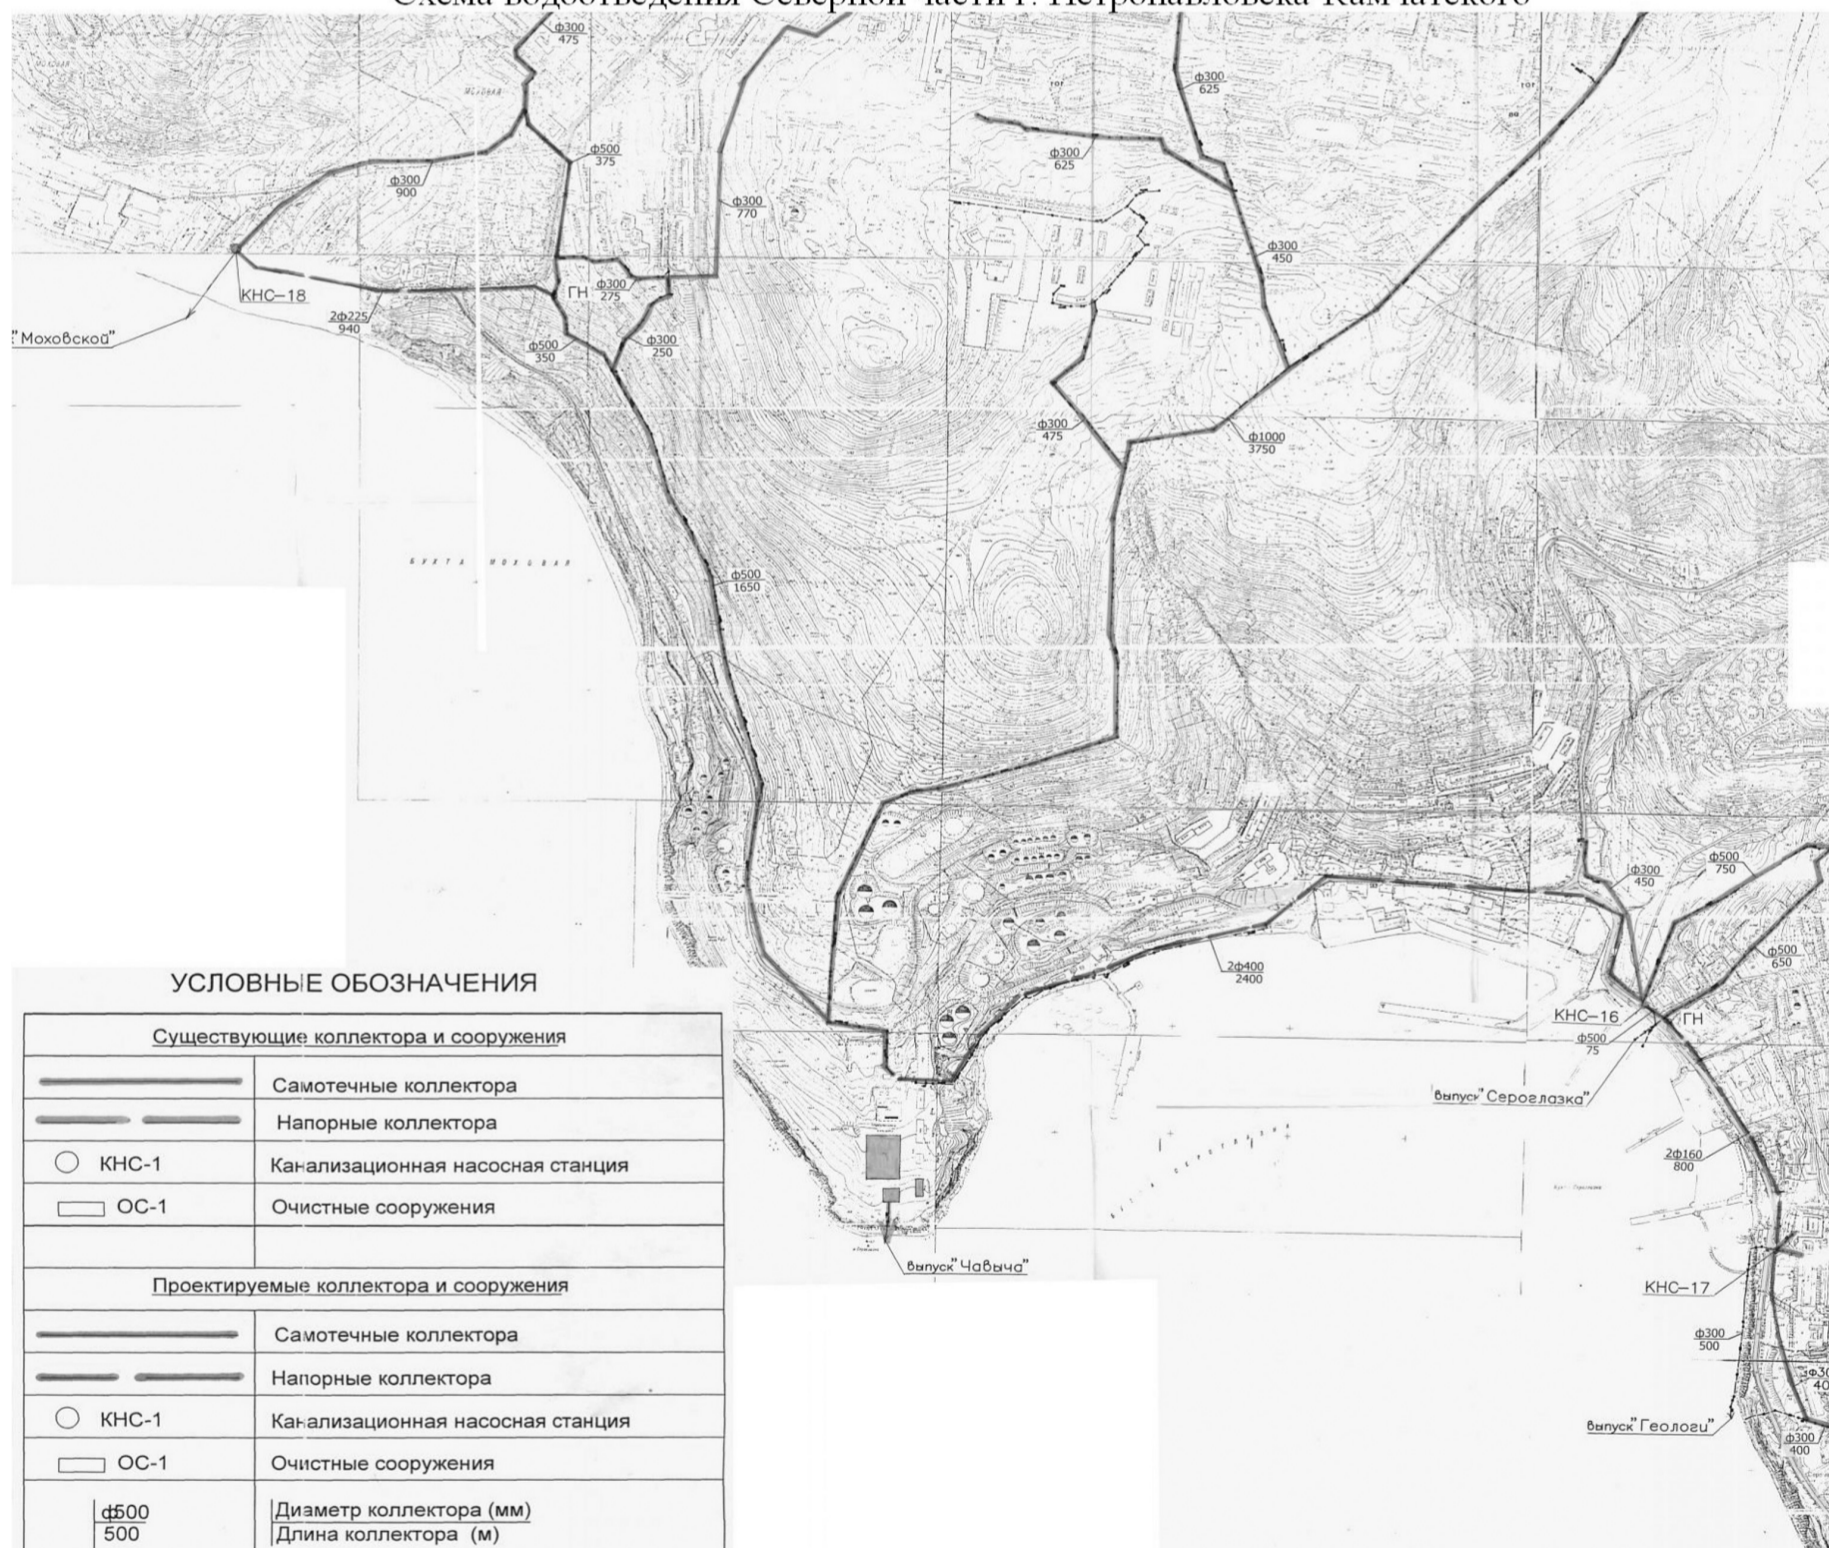 Схема водоотведения Северной части г. Петропавловска-Камчатского
ф300
475
МОХОВАЯ
ф300
625
ф500
375
ф300
625
ф300
900
ф300
770
ф300
450
КНС-18
ГН
ф300
275
2ф225
940
"Моховской"
ф500
350
ф300
250
ф300
475
ф1000
3750
БУХТА МОХОВАЯ
ф500
1650
ф300
450
ф500
750
ф500
650
2ф400
2400
КНС-16
ГН
ф500
75
выпуск "Сероглазка"
2ф160
800
выпуск "Чавыча"
КНС-17
ф300
500
ф30
40
выпуск "Геологи"
ф300
400
УСЛОВНЫЕ ОБОЗНАЧЕНИЯ
Существующие коллектора и сооружения
Самотечные коллектора
Напорные коллектора
КНС-1 Канализационная насосная станция
ОС-1 Очистные сооружения
Проектируемые коллектора и сооружения
Самотечные коллектора
Напорные коллектора
КНС-1 Канализационная насосная станция
ОС-1 Очистные сооружения
ф500 Диаметр коллектора (мм)
500 Длина коллектора (м)